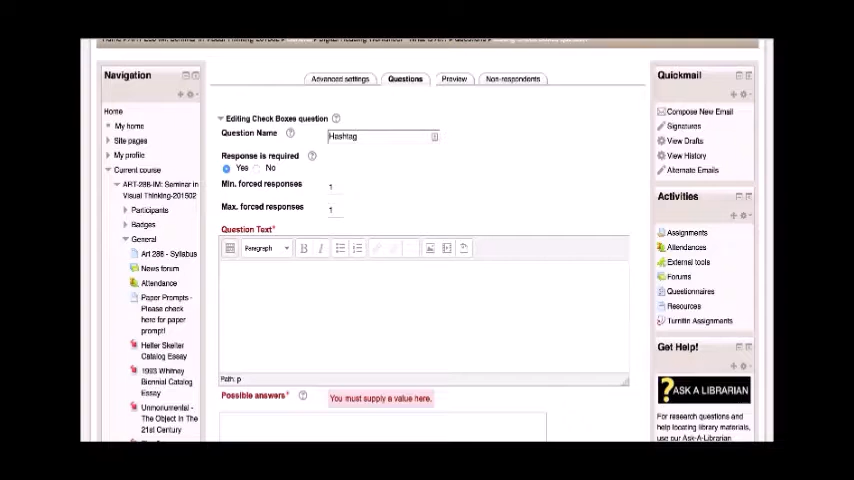 Navigation
Home
My home
Site pages
My profile
Current course
ART-288-IM: Seminar in
Visual Thinking-201502
Participants
Badges
General
Art 288 - Syllabus
News forum
Attendance
Paper Prompts -
Please check
here for paper
prompt!
Helter Skelter
Catalog Essay
1993 Whitney
Biennial Catalog
Essay
Unmonumental -
The Object In The
21st Century
Advanced settings
Questions
Preview
Non-respondents
Editing Check Boxes question
Question Name
Hashtag
Response is required
Yes No
Min. forced responses
1
Max. forced responses
1
Question Text*
Paragraph
B I
Path: p
Possible answers*
You must supply a value here.
Quickmail
Compose New Email
Signatures
View Drafts
View History
Alternate Emails
Activities
Assignments
Attendances
External tools
Forums
Questionnaires
Resources
Turnitin Assignments
Get Help!
? ASK A LIBRARIAN
For research questions and
help locating library materials,
use our Ask-A-Librarian